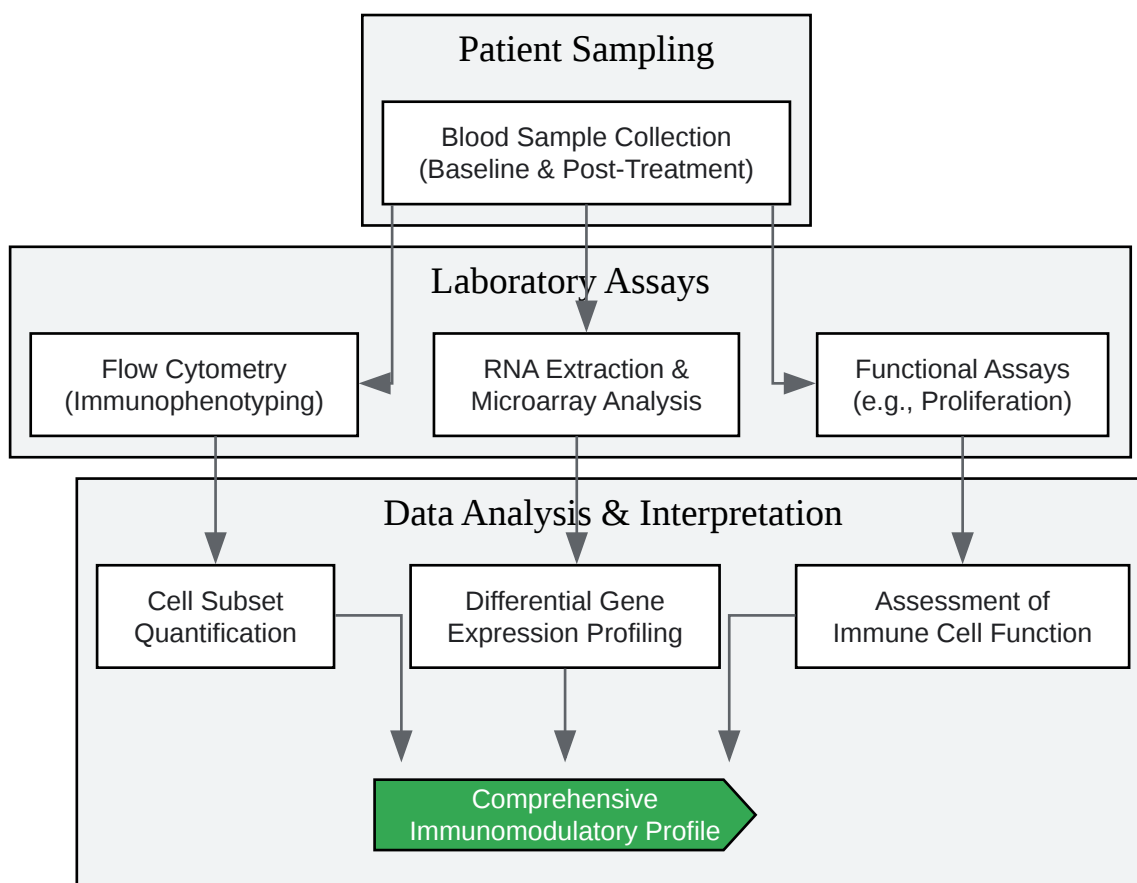 Patient Sampling
Blood Sample Collection
(Baseline & Post-Treatment)
Laboratory Assays
Flow Cytometry
(Immunophenotyping)
RNA Extraction &
Microarray Analysis
Functional Assays
(e.g., Proliferation)
Data Analysis & Interpretation
Cell Subset
Quantification
Differential Gene
Expression Profiling
Assessment of
Immune Cell Function
Comprehensive
Immunomodulatory Profile